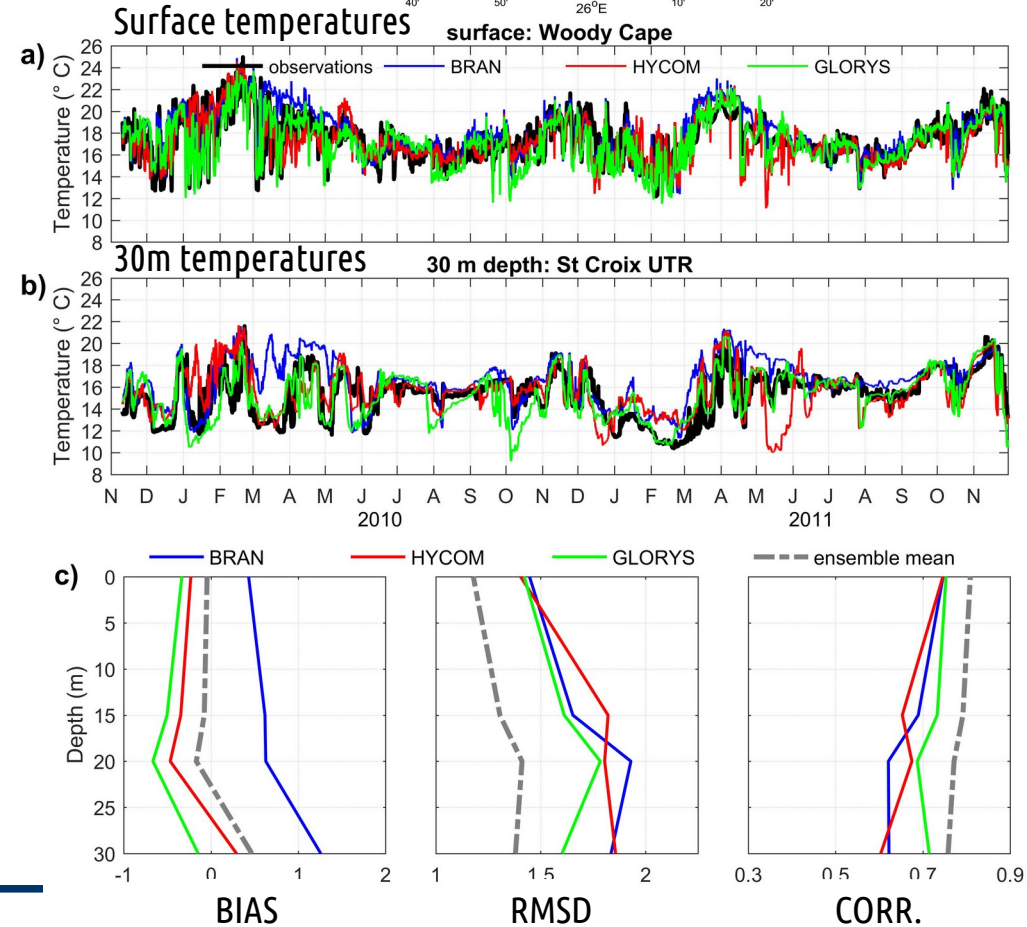 40' 50' 26°E 10' 20'
Surface temperatures
surface: Woody Cape
a)
Temperature (° C)
26
24
22
20
18
16
14
12
10
8
observations BRAN HYCOM GLORYS
30m temperatures
30 m depth: St Croix UTR
b)
Temperature (° C)
26
24
22
20
18
16
14
12
10
8
N D J F M A M J J A S O N D J F M A M J J A S O N
2010 2011
BRAN HYCOM GLORYS ensemble mean
c)
Depth (m)
0
5
10
15
20
25
30
-1 0 1 2 1 1.5 2 0.3 0.5 0.7 0.9
BIAS RMSD CORR.